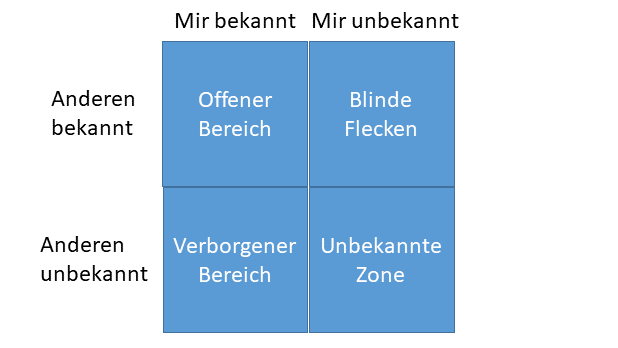 Mir bekannt Mir unbekannt
Anderen
bekannt
Offener
Bereich
Blinde
Flecken
Anderen
unbekannt
Verborgener
Bereich
Unbekannte
Zone